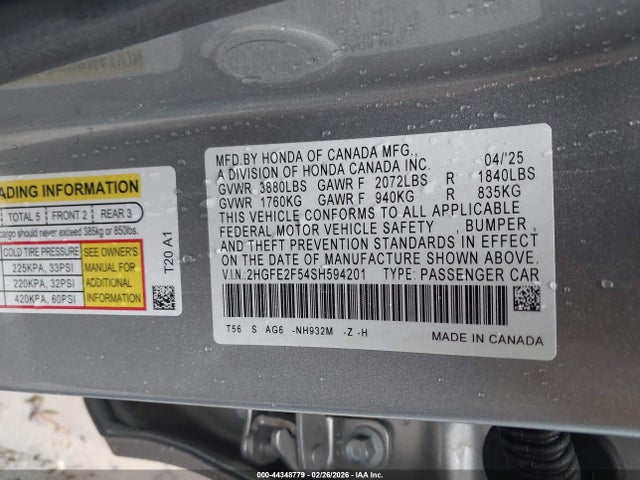 MFD.BY HONDA OF CANADA MFG., 04/'25
A DIVISION OF HONDA CANADA INC.
GVWR 3880LBS GAWR F 2072LBS R 1840LBS
GVWR 1760KG GAWR F 940KG R 835KG
THIS VEHICLE CONFORMS TO ALL APPLICABLE
FEDERAL MOTOR VEHICLE SAFETY , BUMPER ,
AND THEFT PREVENTION STANDARDS IN EFFECT
ON THE DATE OF MANUFACTURE SHOWN ABOVE.
V.I.N.:2HGFE2F54SH594201 TYPE: PASSENGER CAR
T56 S AG6 -NH932M -Z -H
MADE IN CANADA
ADING INFORMATION
TOTAL 5 FRONT 2 REAR 3
cargo should never exceed 385kg or 850lbs.
COLD TIRE PRESSURE
225KPA, 33PSI
220KPA, 32PSI
420KPA, 60PSI
SEE OWNER'S
MANUAL FOR
ADDITIONAL
INFORMATION
T20 A1
000-44348779 02/26/2026 IAA Inc.